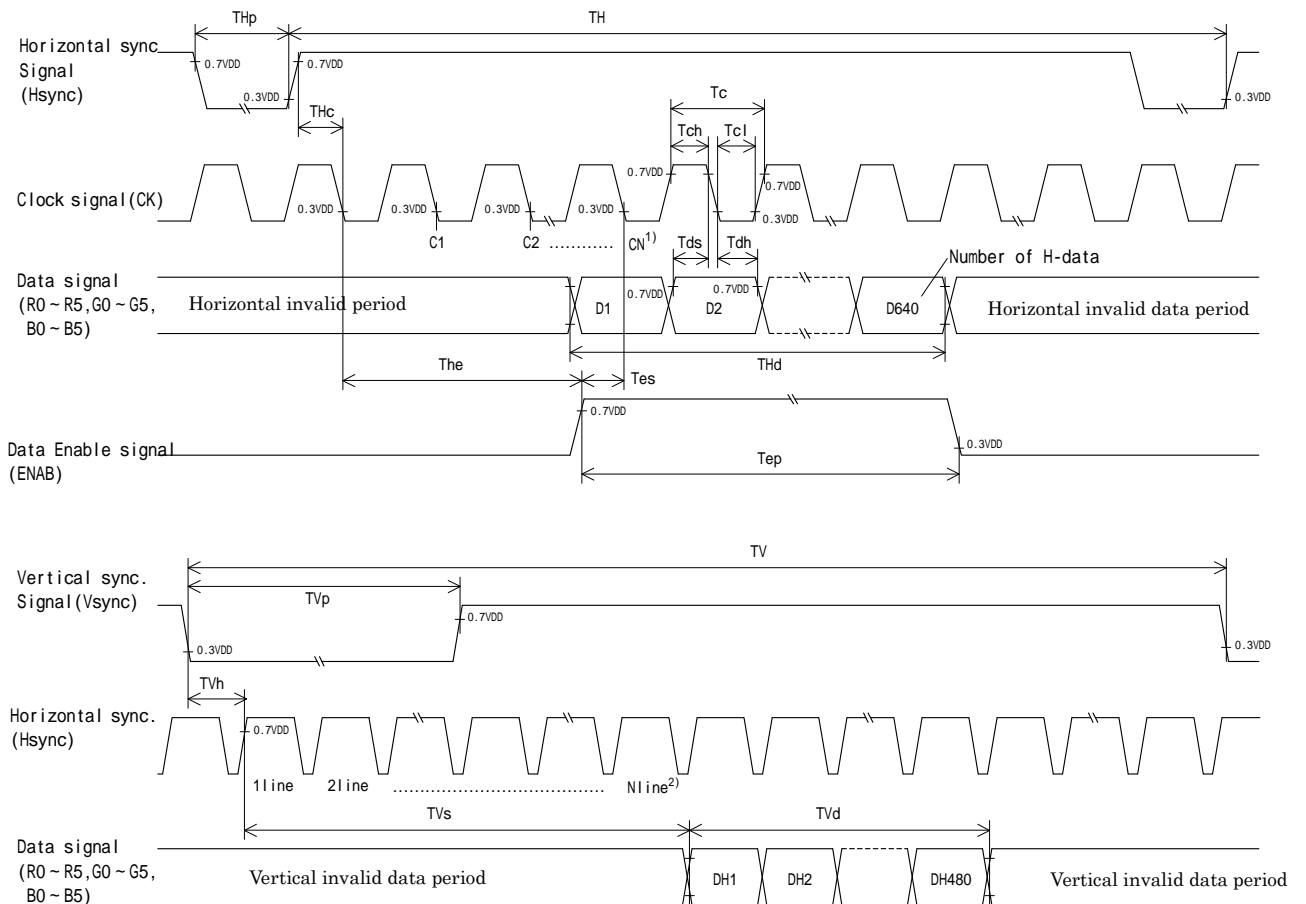 THp
TH
Horizontal sync
Signal
(Hsync)
0.7VDD
0.3VDD
0.7VDD
0.3VDD
THc
Tc
Tch
Tcl
Clock signal(CK)
0.3VDD
0.3VDD
0.3VDD
0.3VDD
0.7VDD
0.7VDD
0.3VDD
C1
C2 ............ CN1)
Tds
Tdh
Number of H-data
Data signal
(R0~R5,G0~G5,
B0~B5)
Horizontal invalid period
D1
0.7VDD
D2
0.7VDD
D640
Horizontal invalid data period
THd
The
Tes
0.7VDD
Data Enable signal
(ENAB)
0.3VDD
Tep
TV
Vertical sync.
Signal(Vsync)
TVp
0.7VDD
0.3VDD
0.3VDD
TVh
Horizontal sync.
(Hsync)
0.7VDD
1line 2line ...................................... Nline2)
TVs
TVd
Data signal
(R0~R5,G0~G5,
B0~B5)
Vertical invalid data period
DH1
DH2
DH480
Vertical invalid data period